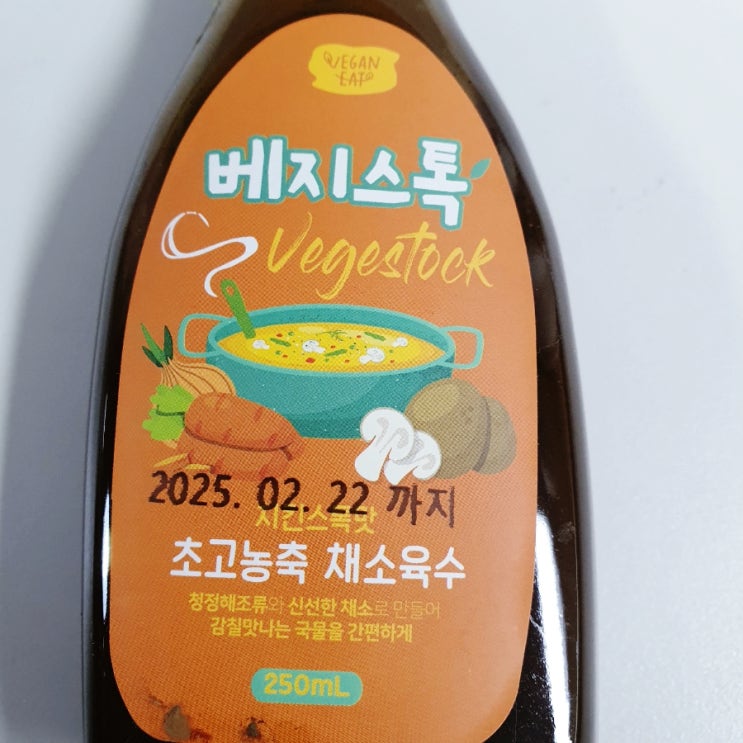 VEGAN
EAT
베지스톡
Vegestock
2025. 02. 22 까지
치킨스톡맛
초고농축 채소육수
청정해조류와 신선한 채소로 만들어
감칠맛나는 국물을 간편하게
250mL